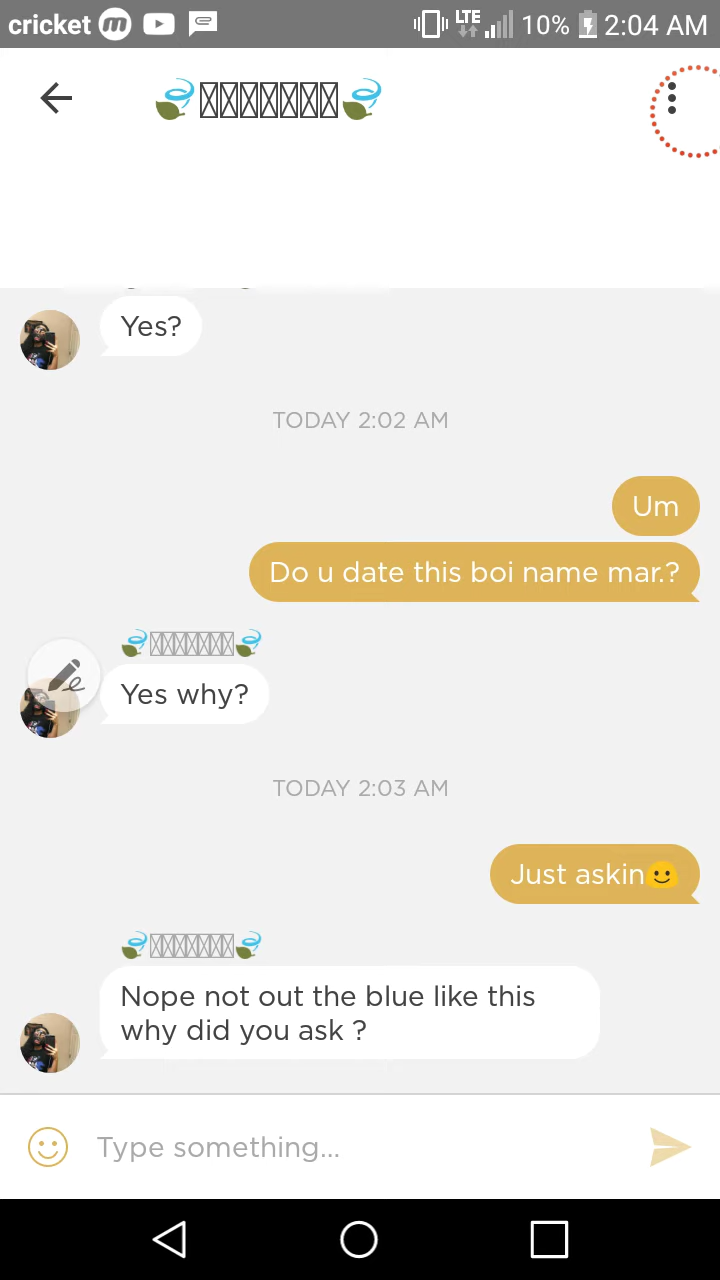 cricket m LTE 10% 2:04 AM
Yes?
TODAY 2:02 AM
Um
Do u date this boi name mar.?
Yes why?
TODAY 2:03 AM
Just askin🙂
Nope not out the blue like this
why did you ask ?
Type something...